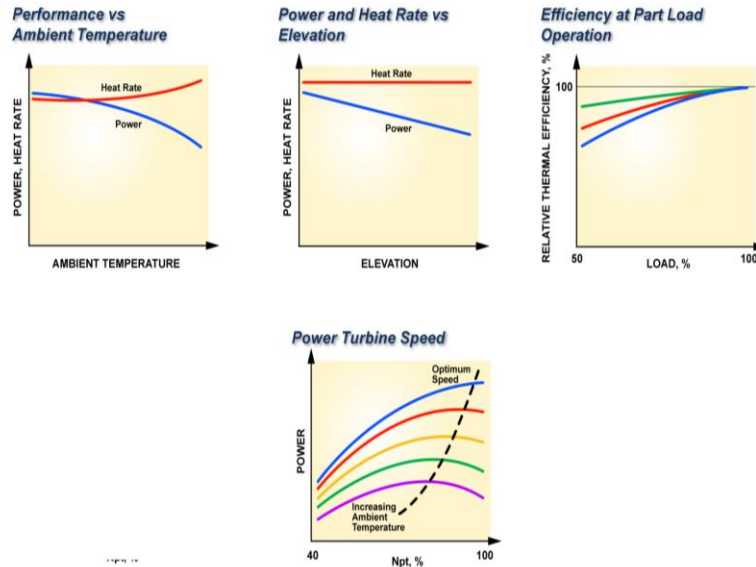 Performance vs
Ambient Temperature
POWER, HEAT RATE
Heat Rate
Power
AMBIENT TEMPERATURE
Power and Heat Rate vs
Elevation
POWER, HEAT RATE
Heat Rate
Power
ELEVATION
Efficiency at Part Load
Operation
RELATIVE THERMAL EFFICIENCY, %
100
50
LOAD, %
100
Power Turbine Speed
POWER
Optimum
Speed
Increasing
Ambient
Temperature
40
Npt, %
100